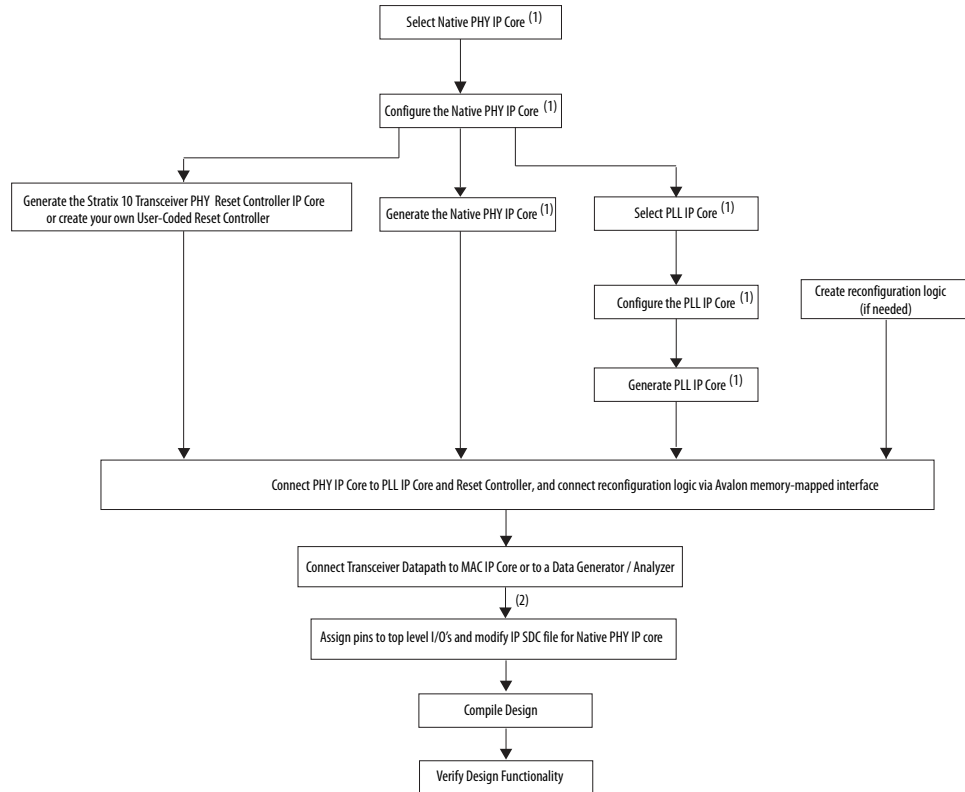 Select Native PHY IP Core (1)
Configure the Native PHY IP Core (1)
Generate the Stratix 10 Transceiver PHY Reset Controller IP Core
or create your own User-Coded Reset Controller
Generate the Native PHY IP Core (1)
Select PLL IP Core (1)
Configure the PLL IP Core (1)
Generate PLL IP Core (1)
Create reconfiguration logic
(if needed)
Connect PHY IP Core to PLL IP Core and Reset Controller, and connect reconfiguration logic via Avalon memory-mapped interface
Connect Transceiver Datapath to MAC IP Core or to a Data Generator / Analyzer
(2)
Assign pins to top level I/O's and modify IP SDC file for Native PHY IP core
Compile Design
Verify Design Functionality